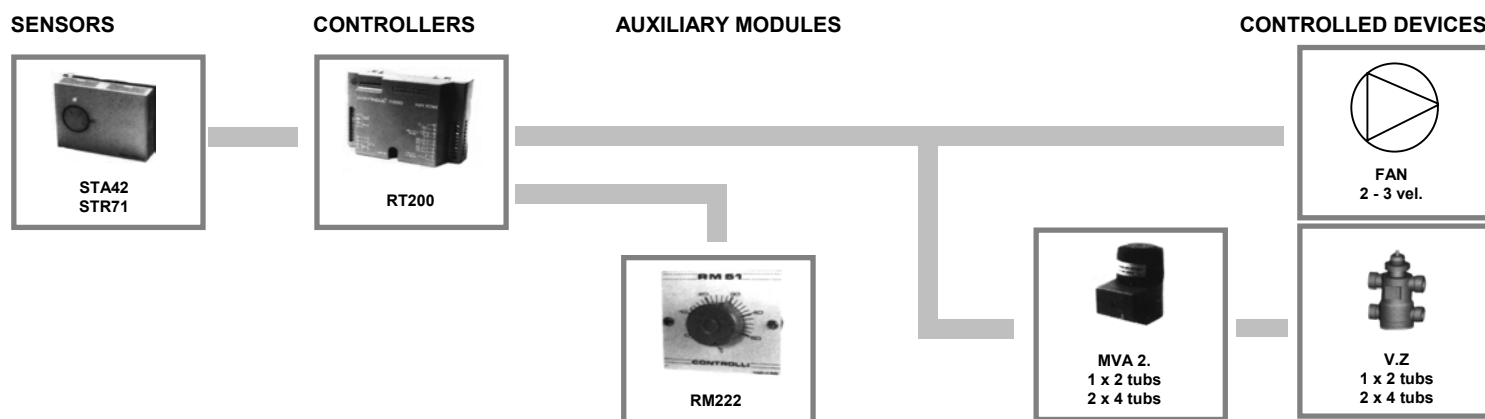 SENSORS
CONTROLLERS
AUXILIARY MODULES
CONTROLLED DEVICES
STA42
STR71
RT200
FAN
2 - 3 vel.
RM 51
CONTROLLI
RM222
MVA 2.
1 x 2 tubs
2 x 4 tubs
V.Z
1 x 2 tubs
2 x 4 tubs